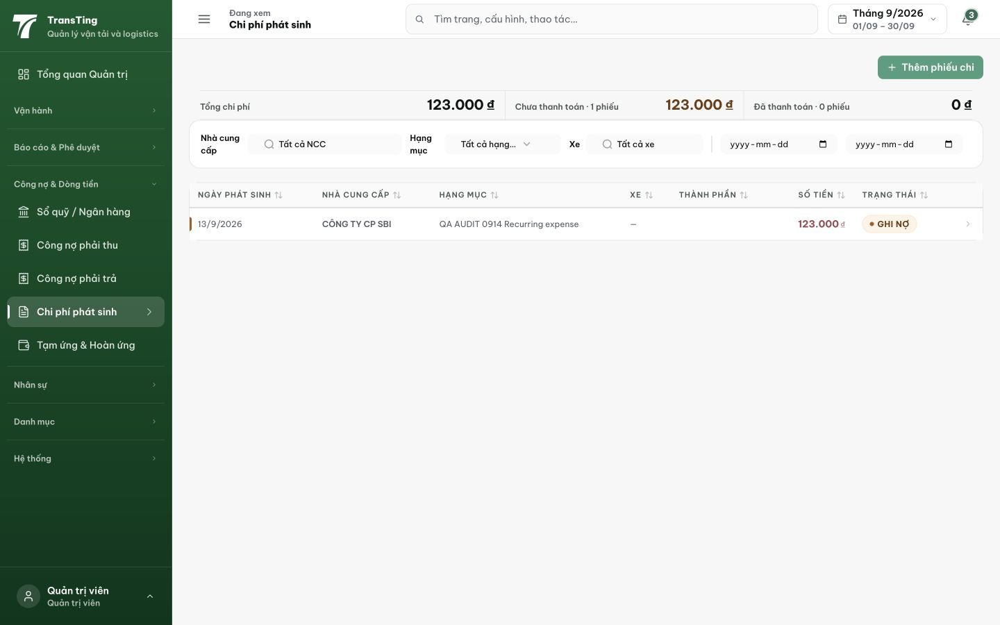 TransTing
Quản lý vận tải và logistics
Tổng quan Quản trị
Vận hành
Báo cáo & Phê duyệt
Công nợ & Dòng tiền
Sổ quỹ / Ngân hàng
Công nợ phải thu
Công nợ phải trả
Chi phí phát sinh
Tạm ứng & Hoàn ứng
Nhân sự
Danh mục
Hệ thống
Quản trị viên
Quản trị viên
Đang xem
Chi phí phát sinh
Tìm trang, cấu hình, thao tác...
Tháng 9/2026
01/09 – 30/09
3
Thêm phiếu chi
Tổng chi phí 123.000 ₫
Chưa thanh toán · 1 phiếu 123.000 ₫
Đã thanh toán · 0 phiếu 0 ₫
Nhà cung cấp Tất cả NCC
Hạng mục Tất cả hạng...
Xe Tất cả xe
yyyy-mm-dd yyyy-mm-dd
NGÀY PHÁT SINH NHÀ CUNG CẤP HẠNG MỤC XE THÀNH PHẦN SỐ TIỀN TRẠNG THÁI
13/9/2026 CÔNG TY CP SBI QA AUDIT 0914 Recurring expense – 123.000 ₫ GHI NỢ